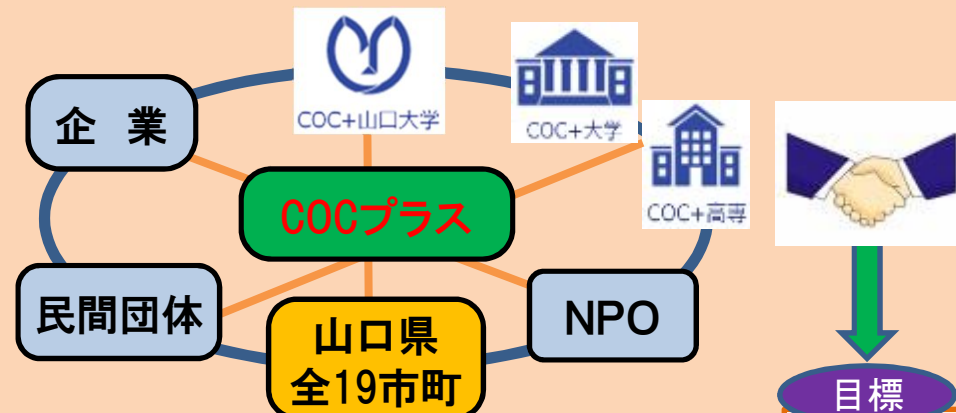 COC+山口大学
COC+大学
企 業
COC+高専
COCプラス
民間団体
NPO
山口県
全19市町
目標